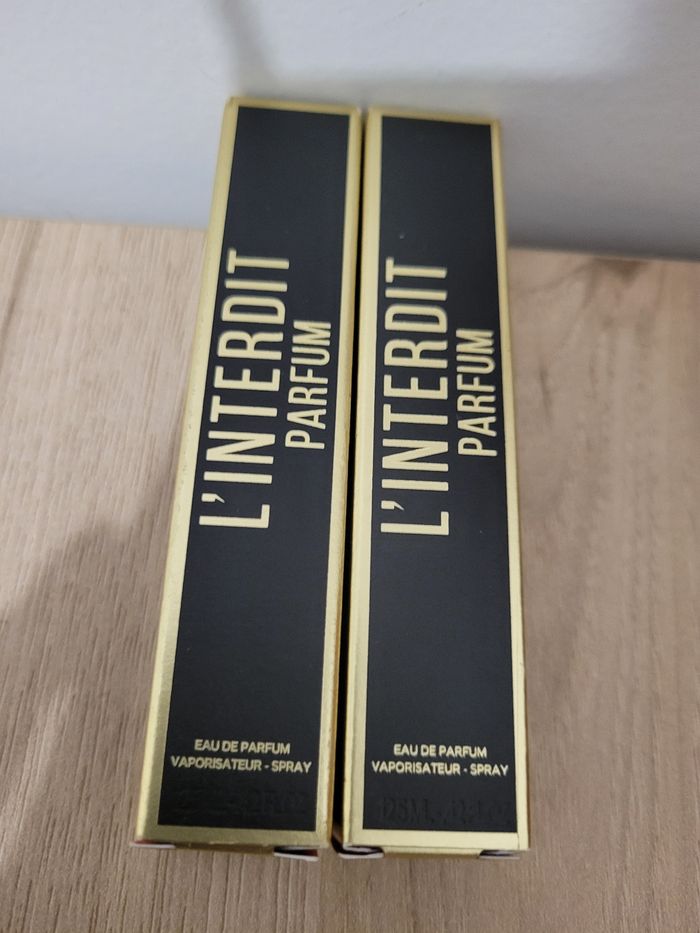 L'INTERDIT
PARFUM
EAU DE PARFUM
VAPORISATEUR - SPRAY
L'INTERDIT
PARFUM
EAU DE PARFUM
VAPORISATEUR - SPRAY